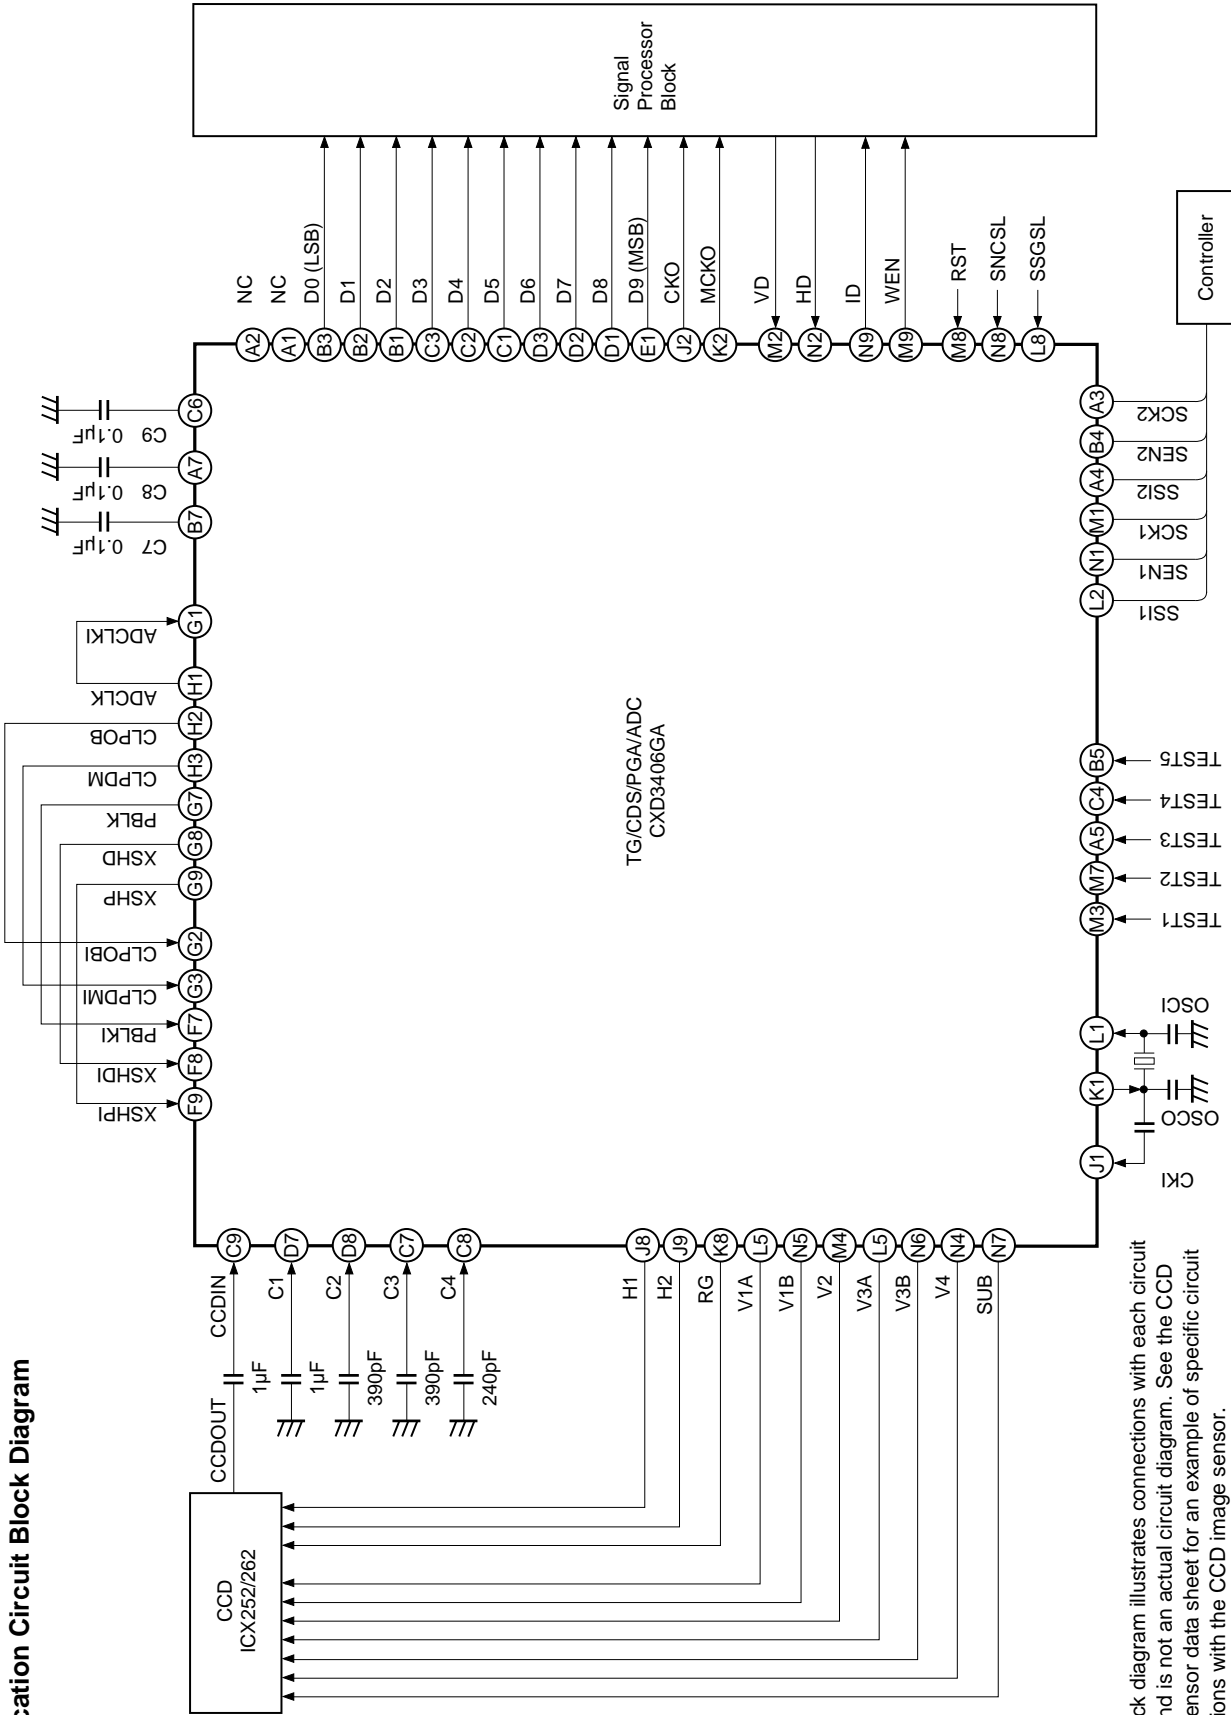 cation Circuit Block Diagram
CCD
ICX252/262
CCDOUT
1µF
CCDIN
C9
1µF
C1
D7
390pF
C2
D8
390pF
C3
C7
240pF
C4
C8
H1
J8
H2
J9
RG
K8
V1A
L5
V1B
N5
V2
M4
V3A
L5
V3B
N6
V4
N4
SUB
N7
XSHPI
F9
XSHDI
F8
PBLKI
F7
CLPDMI
G3
CLPOBI
G2
XSHP
G9
XSHD
G8
PBLK
G7
CLPDM
H3
CLPOB
H2
ADCLK
H1
ADCLKI
G1
C7
0.1µF
B7
C8
0.1µF
A7
C9
0.1µF
C6
TG/CDS/PGA/ADC
CXD3406GA
J1
CKI
K1
OSCO
L1
OSCI
M3
TEST1
M7
TEST2
A5
TEST3
C4
TEST4
B5
TEST5
L2
SSI1
N1
SEN1
M1
SCK1
A4
SSI2
B4
SEN2
A3
SCK2
Controller
A2
NC
A1
NC
B3
D0 (LSB)
B2
D1
B1
D2
C3
D3
C2
D4
C1
D5
D3
D6
D2
D7
D1
D8
E1
D9 (MSB)
J2
CKO
K2
MCKO
M2
VD
N2
HD
N9
ID
M9
WEN
M8
RST
N8
SNCSL
L8
SSGSL
Signal
Processor
Block
ck diagram illustrates connections with each circuit
nd is not an actual circuit diagram. See the CCD
ensor data sheet for an example of specific circuit
ions with the CCD image sensor.